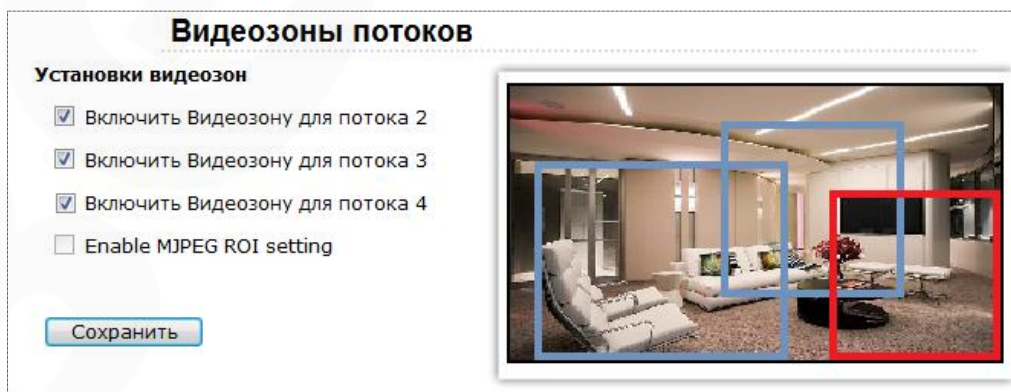 Видеозоны потоков
Установки видеозон
Включить Видеозону для потока 2
Включить Видеозону для потока 3
Включить Видеозону для потока 4
Enable MJPEG ROI setting
Сохранить